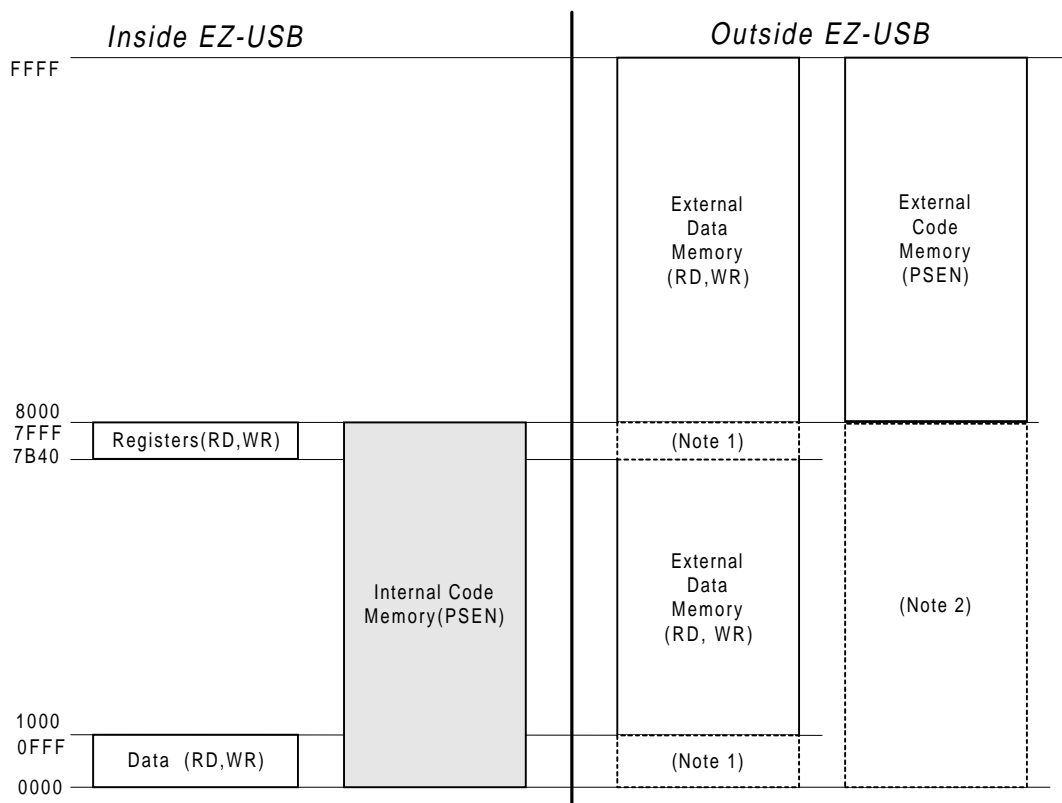 Inside EZ-USB
Outside EZ-USB
FFFF
External
Data
Memory
(RD,WR)
External
Code
Memory
(PSEN)
8000
7FFF
7B40
Registers(RD,WR)
(Note 1)
Internal Code
Memory(PSEN)
External
Data
Memory
(RD, WR)
(Note 2)
1000
0FFF
0000
Data (RD,WR)
(Note 1)